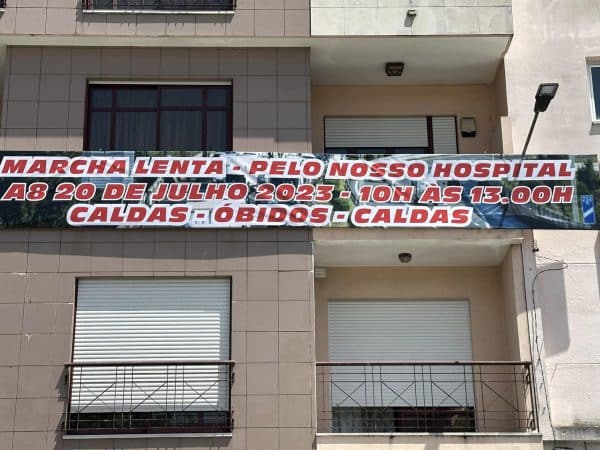 MARCHA LENTA - PELO NOSSO HOSPITAL
A8 20 DE JULHO 2023 - 10H ÀS 13.00H
CALDAS - ÓBIDOS - CALDAS